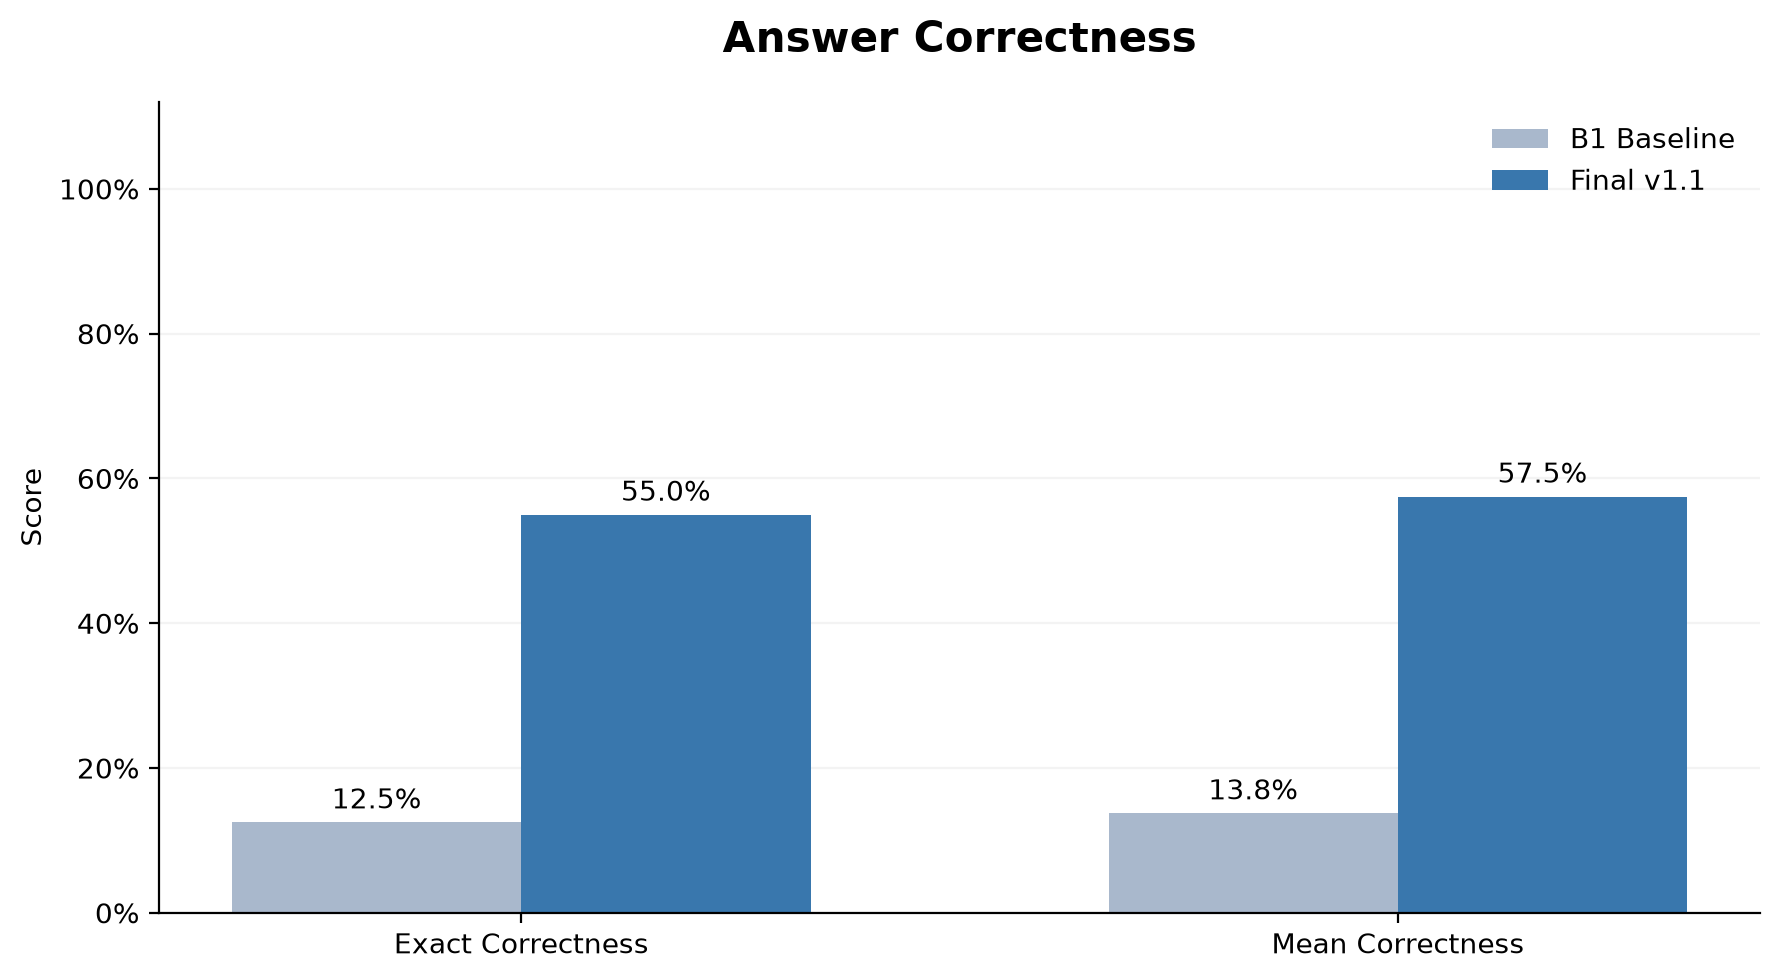 Answer Correctness
B1 Baseline
Final v1.1
100%
80%
60%
40%
20%
0%
Score
12.5%
55.0%
13.8%
57.5%
Exact Correctness
Mean Correctness